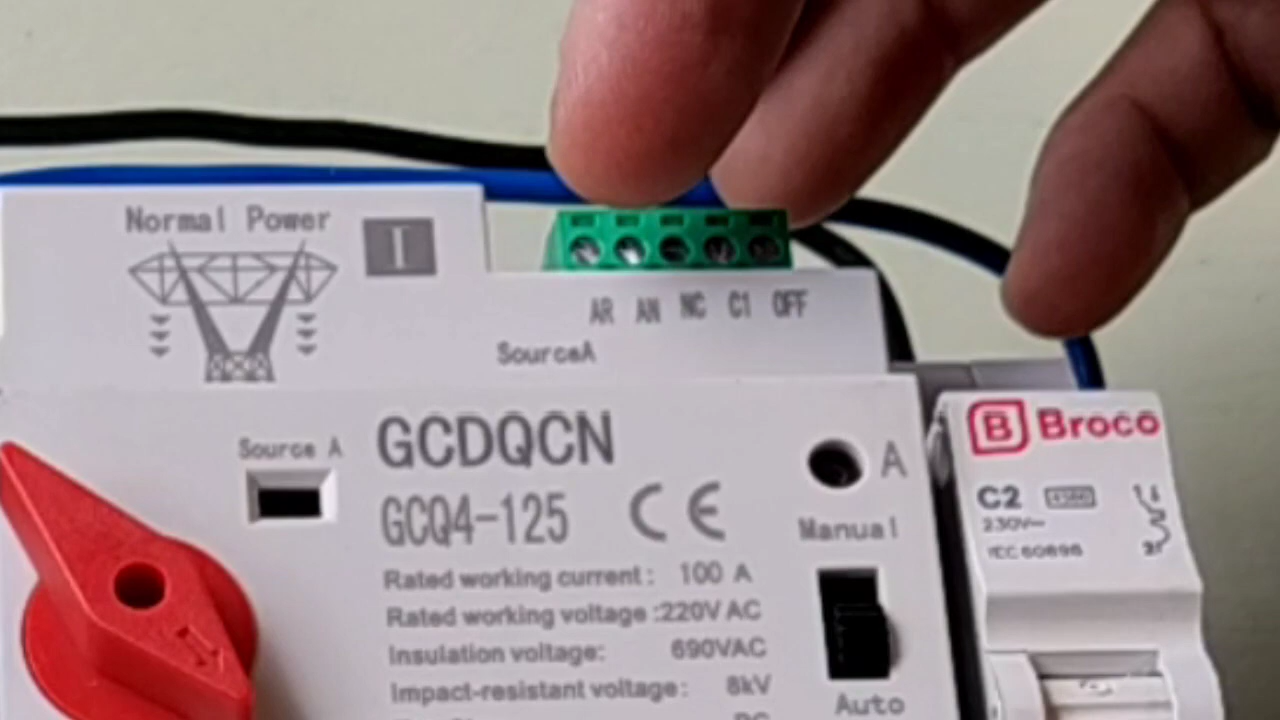 Normal Power
I
AR AN NC C1 OFF
SourceA
Source A
GCDQCN
A
GCQ4-125 CE
Manual
Rated working current: 100 A
Rated working voltage:220V AC
Insulation voltage: 690VAC
Impact-resistant voltage: 8kV
Auto
B Broco
C2
230V~
IEC 60898